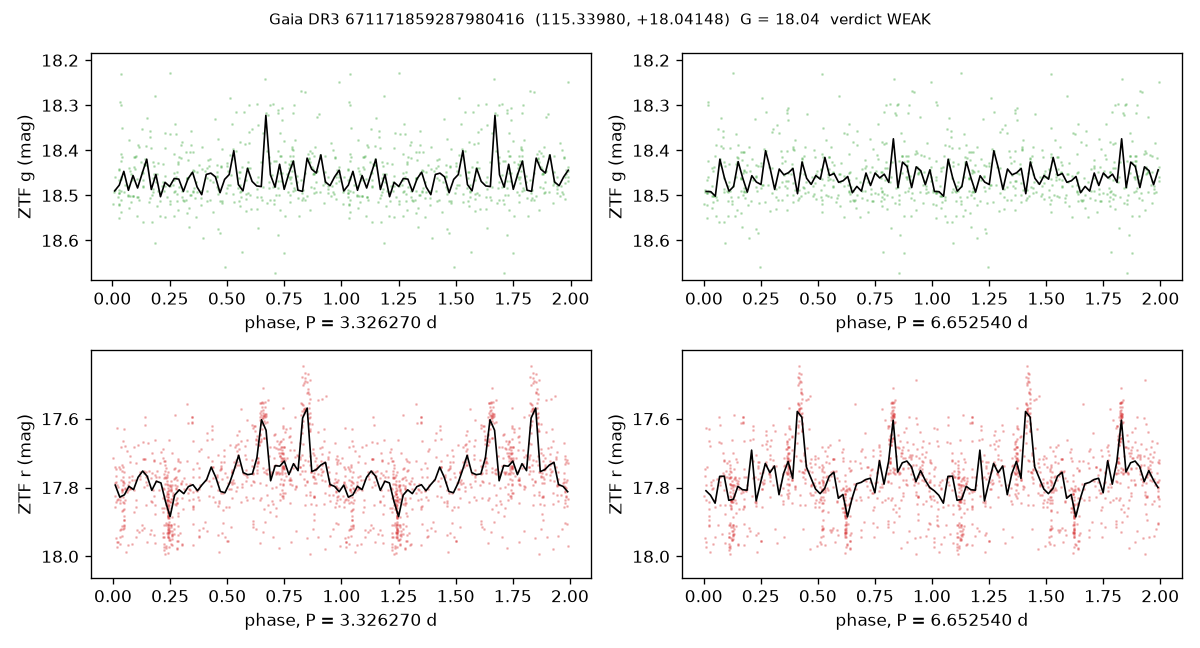 Gaia DR3 671171859287980416  (115.33980, +18.04148)  G = 18.04  verdict WEAK
18.2
18.3
18.4
18.5
18.6
ZTF g (mag)
0.00 0.25 0.50 0.75 1.00 1.25 1.50 1.75 2.00
phase, P = 3.326270 d
18.2
18.3
18.4
18.5
18.6
ZTF g (mag)
0.00 0.25 0.50 0.75 1.00 1.25 1.50 1.75 2.00
phase, P = 6.652540 d
17.6
17.8
18.0
ZTF r (mag)
0.00 0.25 0.50 0.75 1.00 1.25 1.50 1.75 2.00
phase, P = 3.326270 d
17.6
17.8
18.0
ZTF r (mag)
0.00 0.25 0.50 0.75 1.00 1.25 1.50 1.75 2.00
phase, P = 6.652540 d